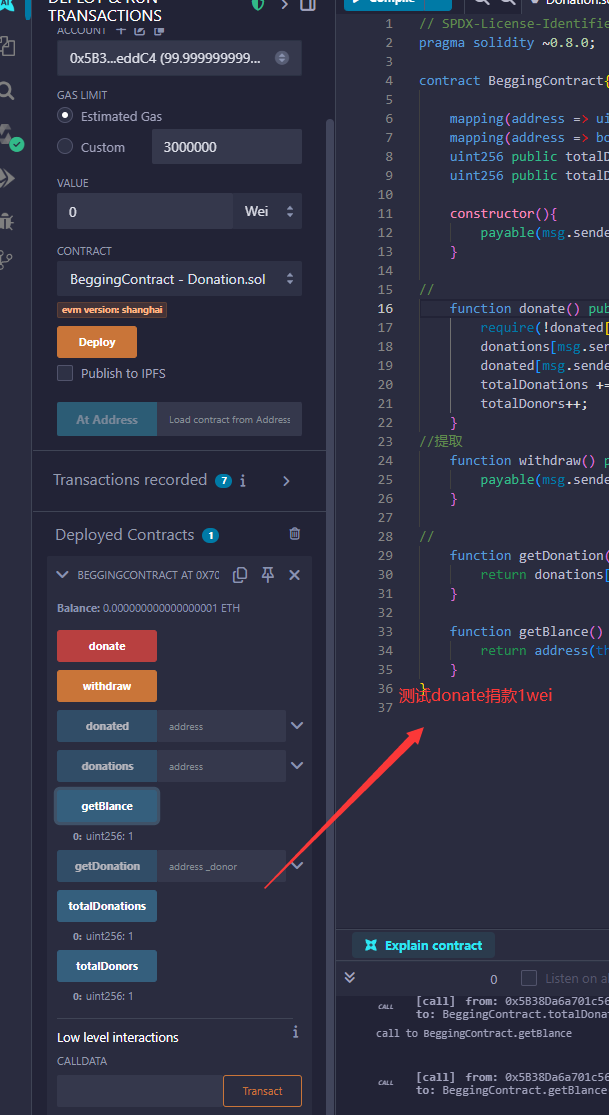 DEPLOY & RUN
TRANSACTIONS
ACCOUNT
0x5B3...eddC4 (99.9999999999...
GAS LIMIT
Estimated Gas
Custom
3000000
VALUE
0
Wei
CONTRACT
BeggingContract - Donation.sol
evm version: shanghai
Deploy
Publish to IPFS
At Address
Load contract from Address
Transactions recorded 7 i
Deployed Contracts 1
BEGGINGCONTRACT AT 0X70
Balance: 0.000000000000000001 ETH
donate
withdraw
donated
address
donations
address
getBlance
0: uint256: 1
getDonation
address _donor
totalDonations
0: uint256: 1
totalDonors
0: uint256: 1
Low level interactions
i
CALLDATA
Transact
Compile
1 // SPDX-License-Identifie
2 pragma solidity ~0.8.0;
3
4 contract BeggingContract{
5
6 mapping(address => ui
7 mapping(address => bo
8 uint256 public totalD
9 uint256 public totalD
10
11 constructor(){
12 payable(msg.sende
13 }
14
15 //
16 function donate() pub
17 require(!donated[
18 donations[msg.sen
19 donated[msg.sende
20 totalDonations +=
21 totalDonors++;
22 }
23 //提取
24 function withdraw() p
25 payable(msg.sende
26 }
27
28 //
29 function getDonation(
30 return donations[
31 }
32
33 function getBlance()
34 return address(th
35 }
36 }
37
测试donate捐款1wei
Explain contract
0
Listen on al
CALL
[call] from: 0x5B38Da6a701c56
to: BeggingContract.totalDona
call to BeggingContract.getBlance
CALL
[call] from: 0x5B38Da6a701c56
to: BeggingContract.getBlance